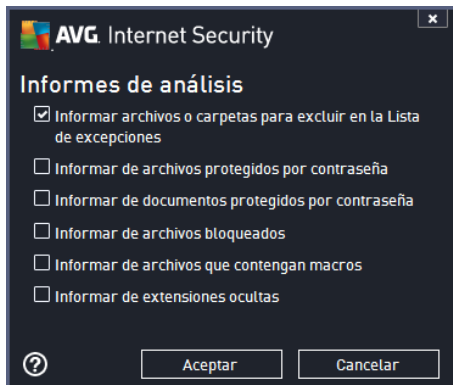 AVG. Internet Security
Informes de análisis
Informar archivos o carpetas para excluir en la Lista
de excepciones
Informar de archivos protegidos por contraseña
Informar de documentos protegidos por contraseña
Informar de archivos bloqueados
Informar de archivos que contengan macros
Informar de extensiones ocultas
Aceptar
Cancelar